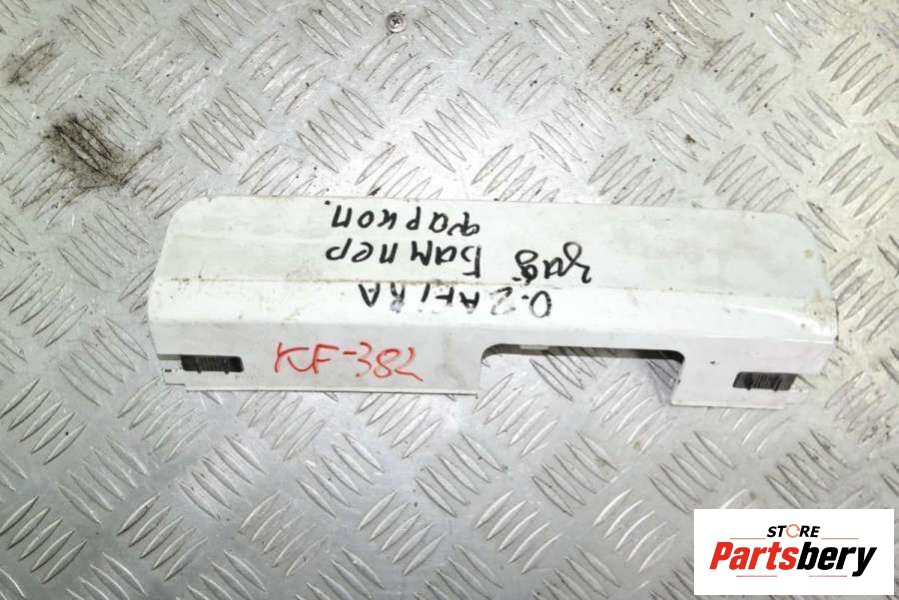 O.ZAFIRA
зад Бампер
фаркоп.
KF-382
STORE
Partsbery